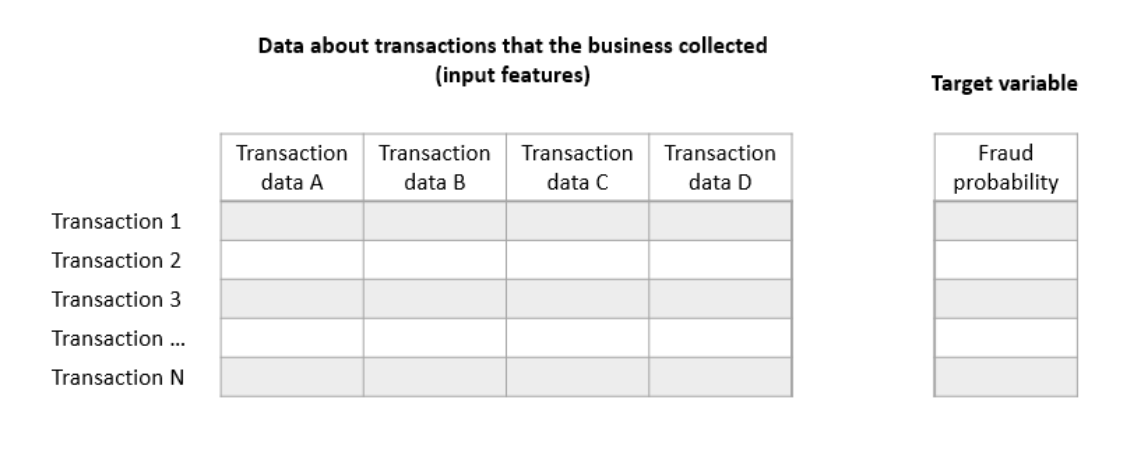 Data about transactions that the business collected
(input features)
Target variable
Transaction
data A
Transaction
data B
Transaction
data C
Transaction
data D
Fraud
probability
Transaction 1
Transaction 2
Transaction 3
Transaction ...
Transaction N